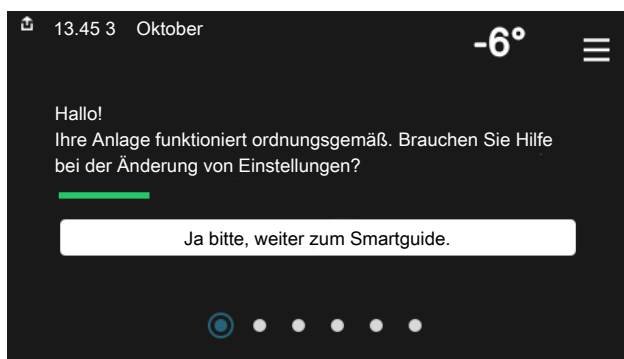 13.45 3 Oktober
-6°
Hallo!
Ihre Anlage funktioniert ordnungsgemäß. Brauchen Sie Hilfe
bei der Änderung von Einstellungen?
Ja bitte, weiter zum Smartguide.